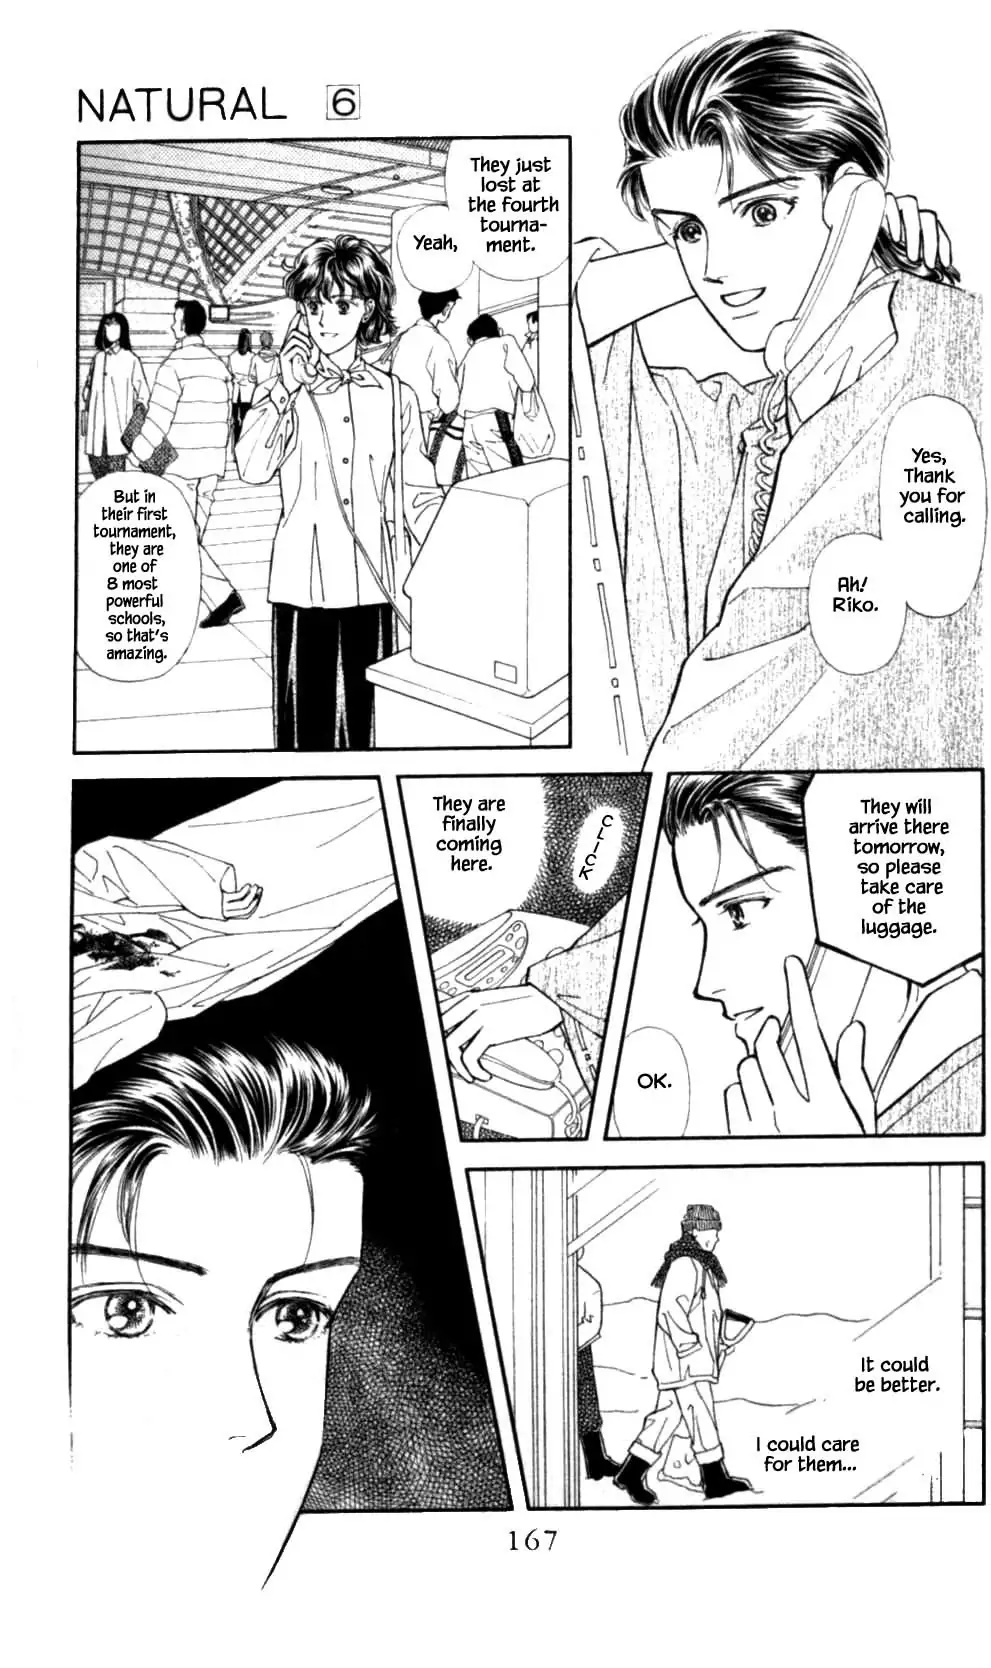 NATURAL 6
Yes,
Thank
you for
calling.
Ah!
Riko.
They just
lost at
the fourth
tourna-
ment.
Yeah,
But in
their first
tournament,
they are
one of
8 most
powerful
schools,
so that's
amazing.
They will
arrive there
tomorrow,
so please
take care
of the
luggage.
OK.
CLICK
They are
finally
coming
here.
It could
be better.
I could care
for them...
167